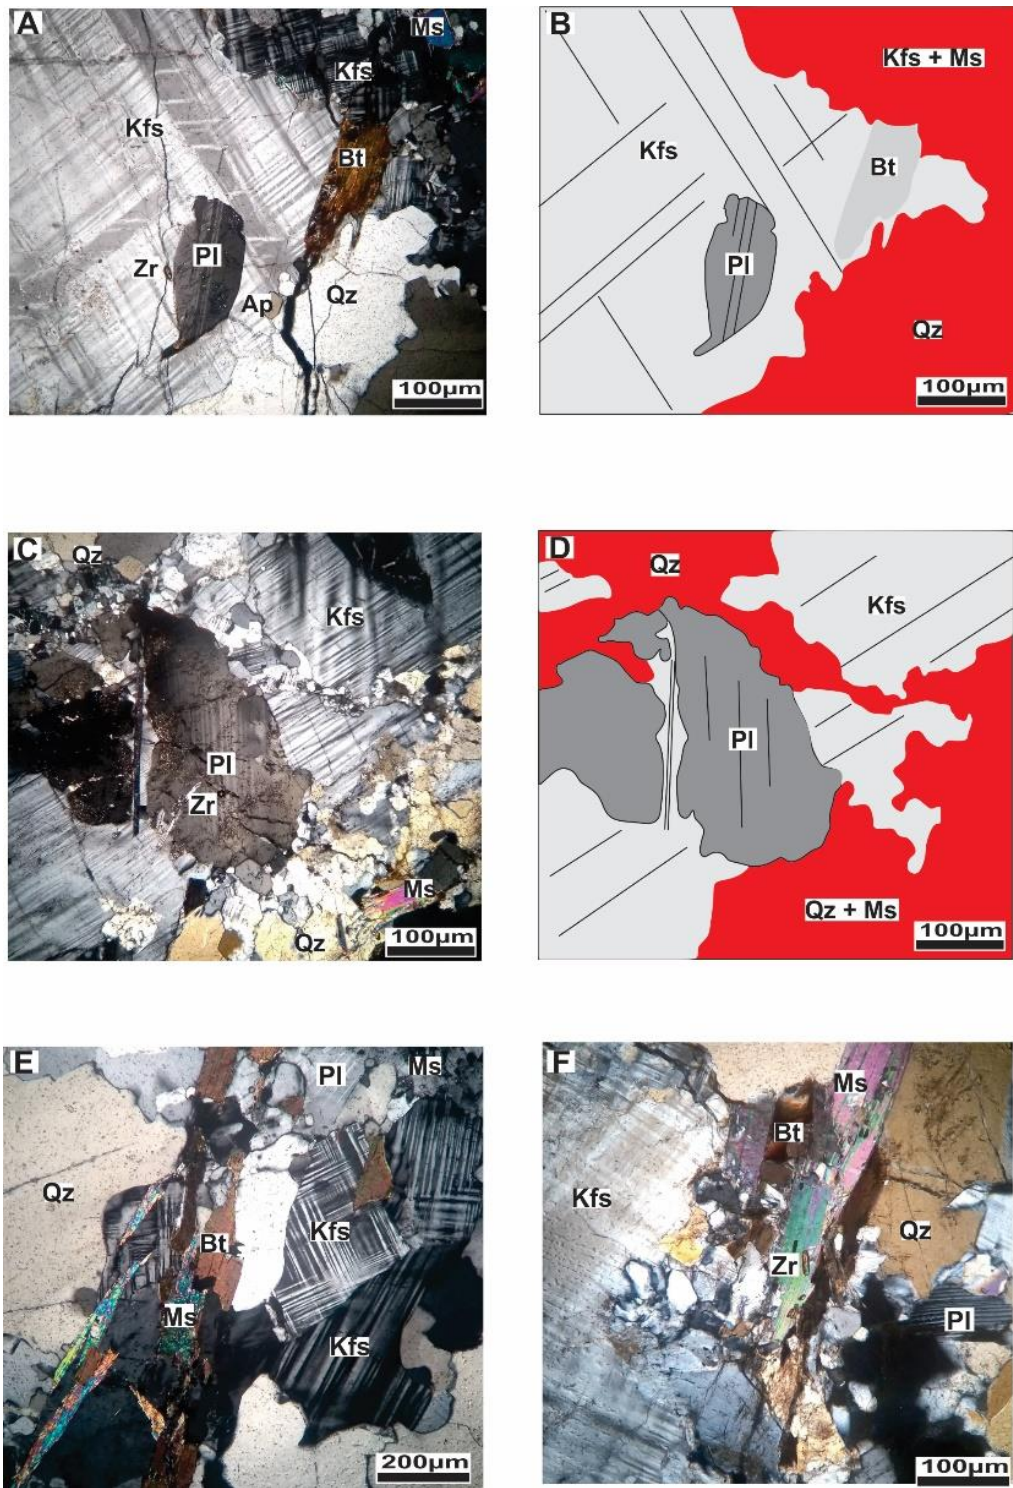 A
Ms
Kfs
Kfs
Bt
Pl
Zr
Ap
Qz
100µm
B
Kfs + Ms
Kfs
Bt
Pl
Qz
100µm
C
Qz
Kfs
Pl
Zr
Ms
Qz
100µm
D
Qz
Kfs
Pl
Qz + Ms
100µm
E
Pl
Ms
Qz
Kfs
Bt
Ms
Kfs
200µm
F
Ms
Bt
Kfs
Qz
Zr
Pl
100µm